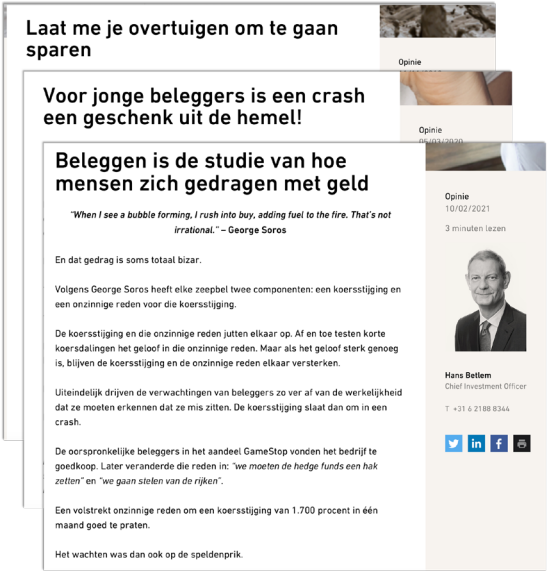 Laat me je overtuigen om te gaan
sparen
Opinie
Voor jonge beleggers is een crash
een geschenk uit de hemel!
Opinie
05/03/2020
Beleggen is de studie van hoe
mensen zich gedragen met geld
"When I see a bubble forming, I rush into buy, adding fuel to the fire. That's not
irrational." – George Soros
En dat gedrag is soms totaal bizar.
Volgens George Soros heeft elke zeepbel twee componenten: een koersstijging en
een onzinnige reden voor die koersstijging.
De koersstijging en die onzinnige reden jutten elkaar op. Af en toe testen korte
koersdalingen het geloof in die onzinnige reden. Maar als het geloof sterk genoeg
is, blijven de koersstijging en de onzinnige reden elkaar versterken.
Uiteindelijk drijven de verwachtingen van beleggers zo ver af van de werkelijkheid
dat ze moeten erkennen dat ze mis zitten. De koersstijging slaat dan om in een
crash.
De oorspronkelijke beleggers in het aandeel GameStop vonden het bedrijf te
goedkoop. Later veranderde die reden in: "we moeten de hedge funds een hak
zetten" en "we gaan stelen van de rijken".
Een volstrekt onzinnige reden om een koersstijging van 1.700 procent in één
maand goed te praten.
Het wachten was dan ook op de speldenprik.
Opinie
10/02/2021
3 minuten lezen
Hans Betlem
Chief Investment Officer
T +31 6 2188 8344